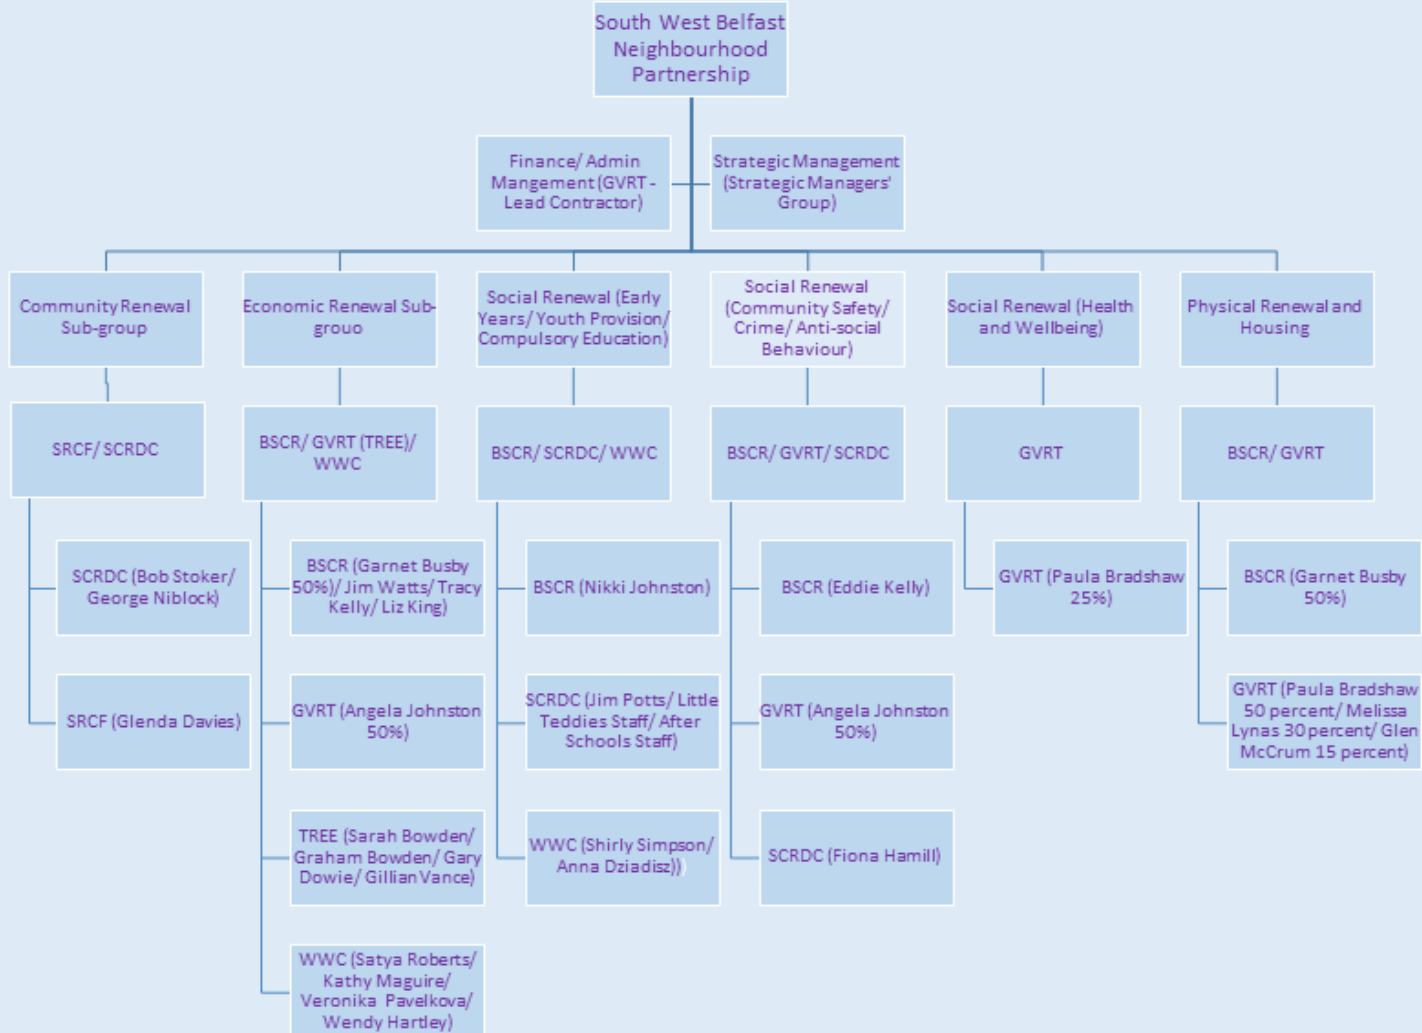 South West Belfast
Neighbourhood
Partnership
Finance/ Admin
Mangement (GVRT -
Lead Contractor)
Strategic Management
(Strategic Managers'
Group)
Community Renewal
Sub-group
Economic Renewal Sub-
grouo
Social Renewal (Early
Years/ Youth Provision/
Compulsory Education)
Social Renewal
(Community Safety/
Crime/ Anti-social
Behaviour)
Social Renewal (Health
and Wellbeing)
Physical Renewal and
Housing
SRCF/ SCRDC
BSCR/ GVRT (TREE)/
WWC
BSCR/ SCRDC/ WWC
BSCR/ GVRT/ SCRDC
GVRT
BSCR/ GVRT
SCRDC (Bob Stoker/
George Niblock)
BSCR (Garnet Busby
50%)/ Jim Watts/ Tracy
Kelly/ Liz King)
BSCR (Nikki Johnston)
BSCR (Eddie Kelly)
GVRT (Paula Bradshaw
25%)
BSCR (Garnet Busby
50%)
SRCF (Glenda Davies)
GVRT (Angela Johnston
50%)
SCRDC (Jim Potts/ Little
Teddies Staff/ After
Schools Staff)
GVRT (Angela Johnston
50%)
GVRT (Paula Bradshaw
50 percent/ Melissa
Lynas 30 percent/ Glen
McCrum 15 percent)
TREE (Sarah Bowden/
Graham Bowden/ Gary
Dowie/ Gillian Vance)
WWC (Shirly Simpson/
Anna Dziadisz))
SCRDC (Fiona Hamill)
WWC (Satya Roberts/
Kathy Maguire/
Veronika Pavelkova/
Wendy Hartley)